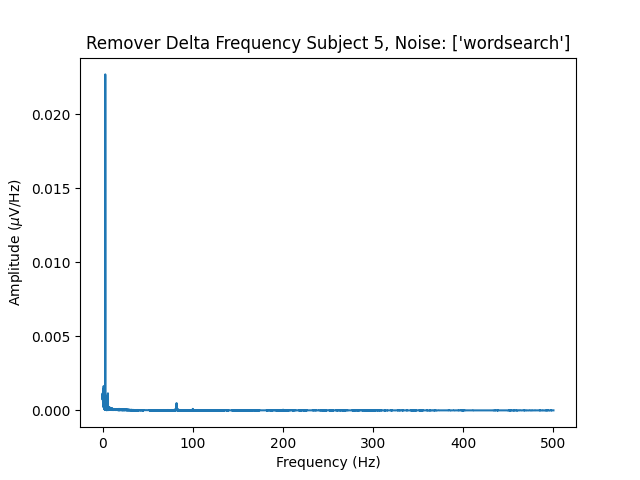 Remover Delta Frequency Subject 5, Noise: ['wordsearch']
Amplitude (μV/Hz)
0.020
0.015
0.010
0.005
0.000
0 100 200 300 400 500
Frequency (Hz)